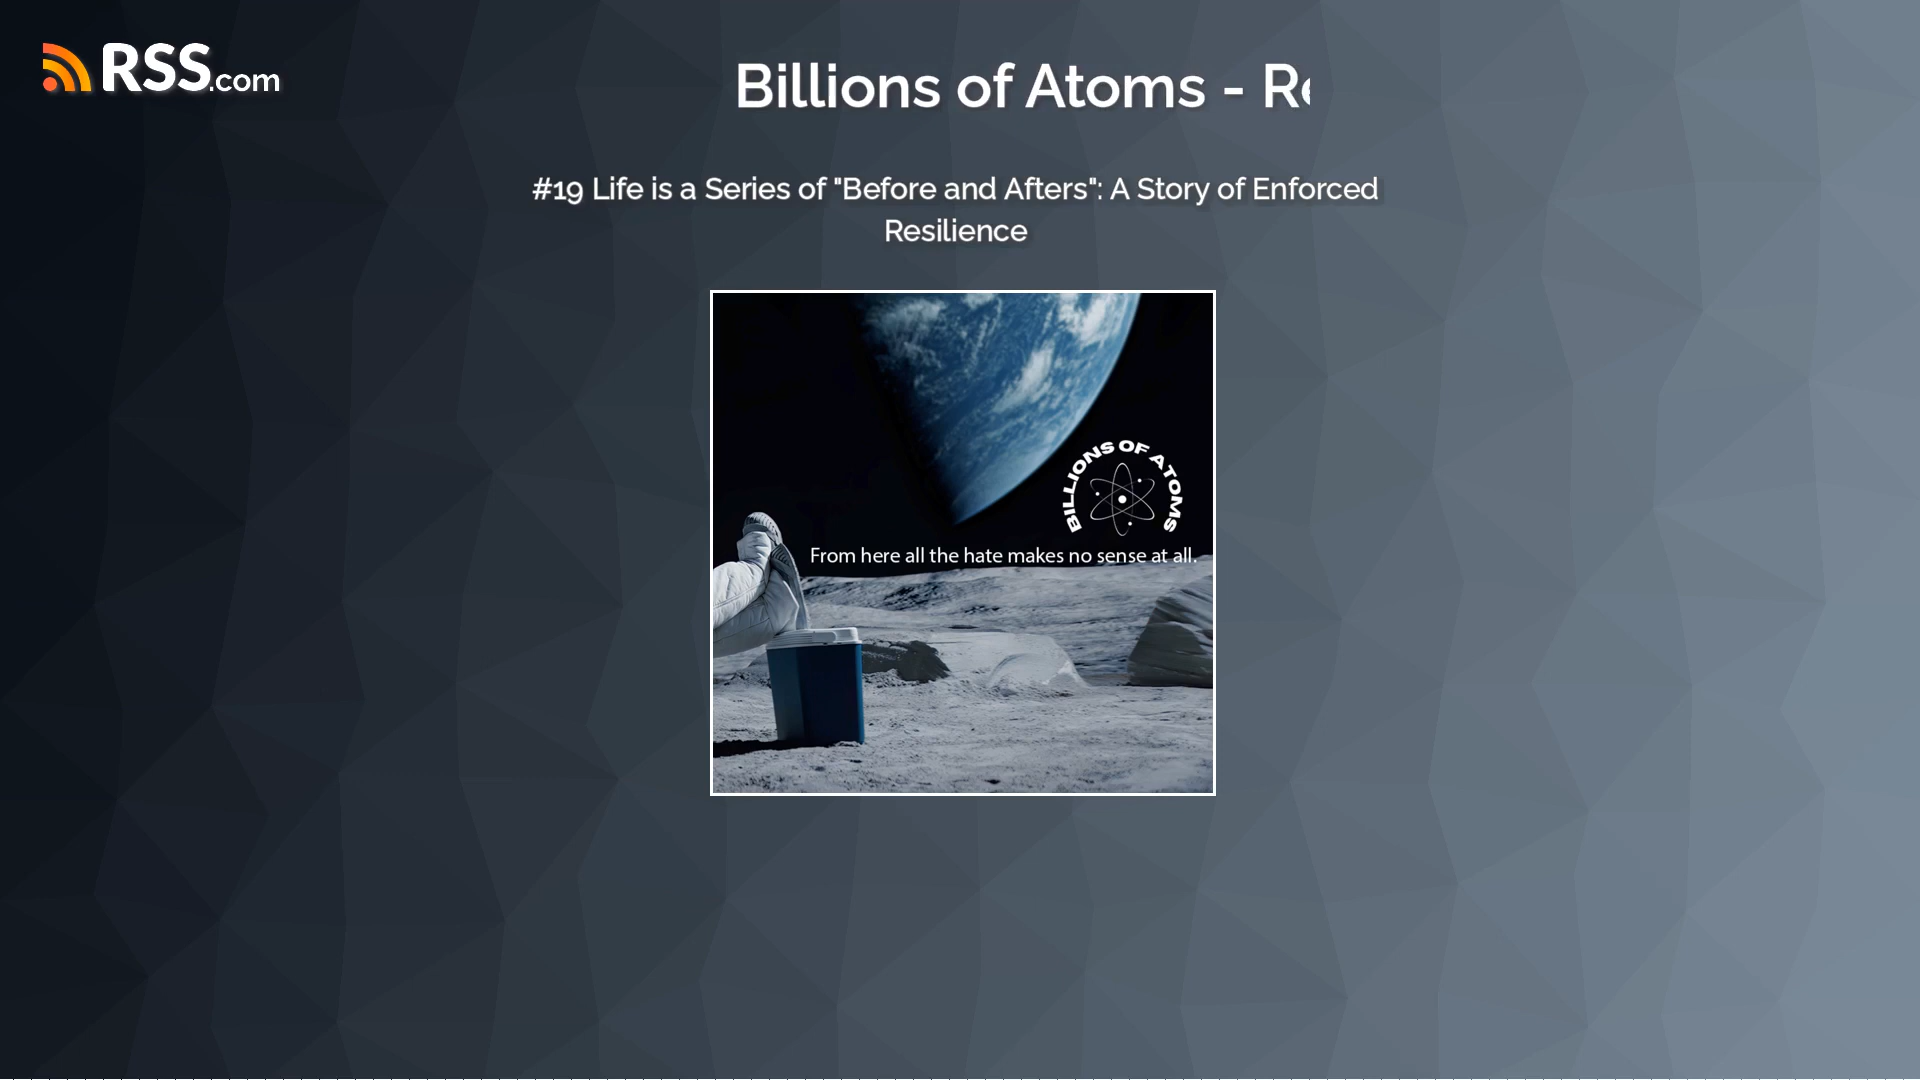 RSS.com
Billions of Atoms - Re
#19 Life is a Series of "Before and Afters": A Story of Enforced
Resilience
BILLIONS OF ATOMS
From here all the hate makes no sense at all.